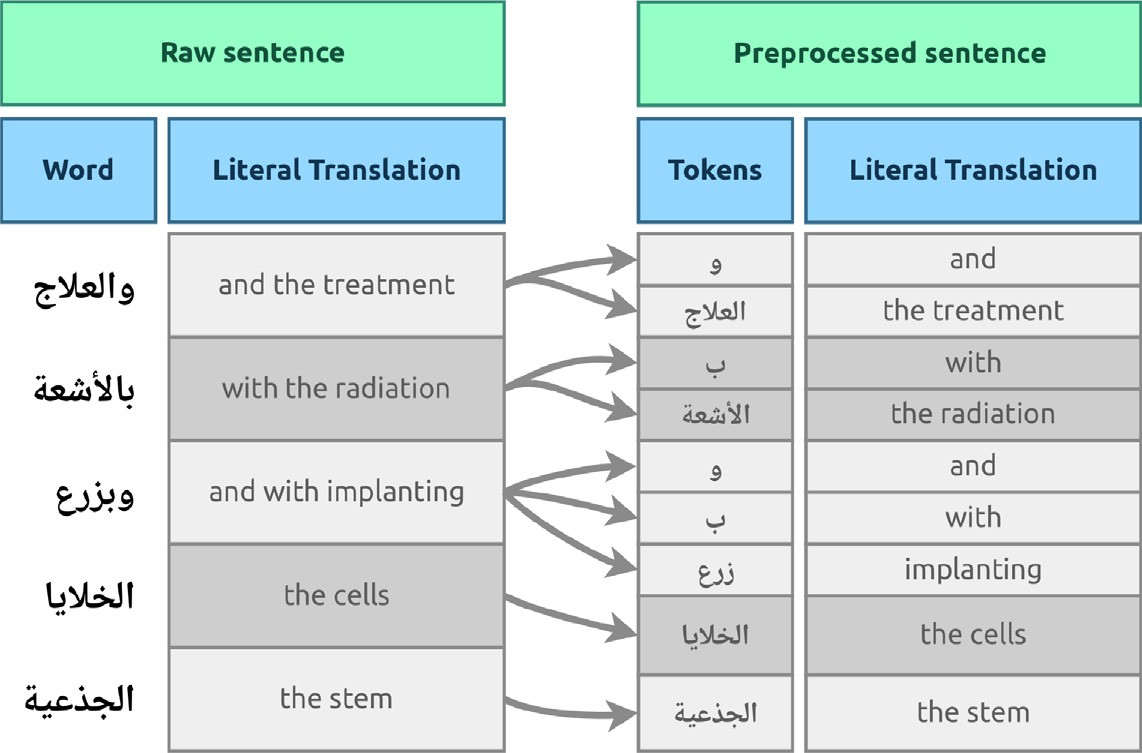 Raw sentence
Preprocessed sentence
Word
Literal Translation
Tokens
Literal Translation
والعلاج
and the treatment
و
and
العلاج
the treatment
بالأشعة
with the radiation
ب
with
الأشعة
the radiation
وبزرع
and with implanting
و
and
ب
with
زرع
implanting
الخلايا
the cells
الخلايا
the cells
الجذعية
the stem
الجذعية
the stem